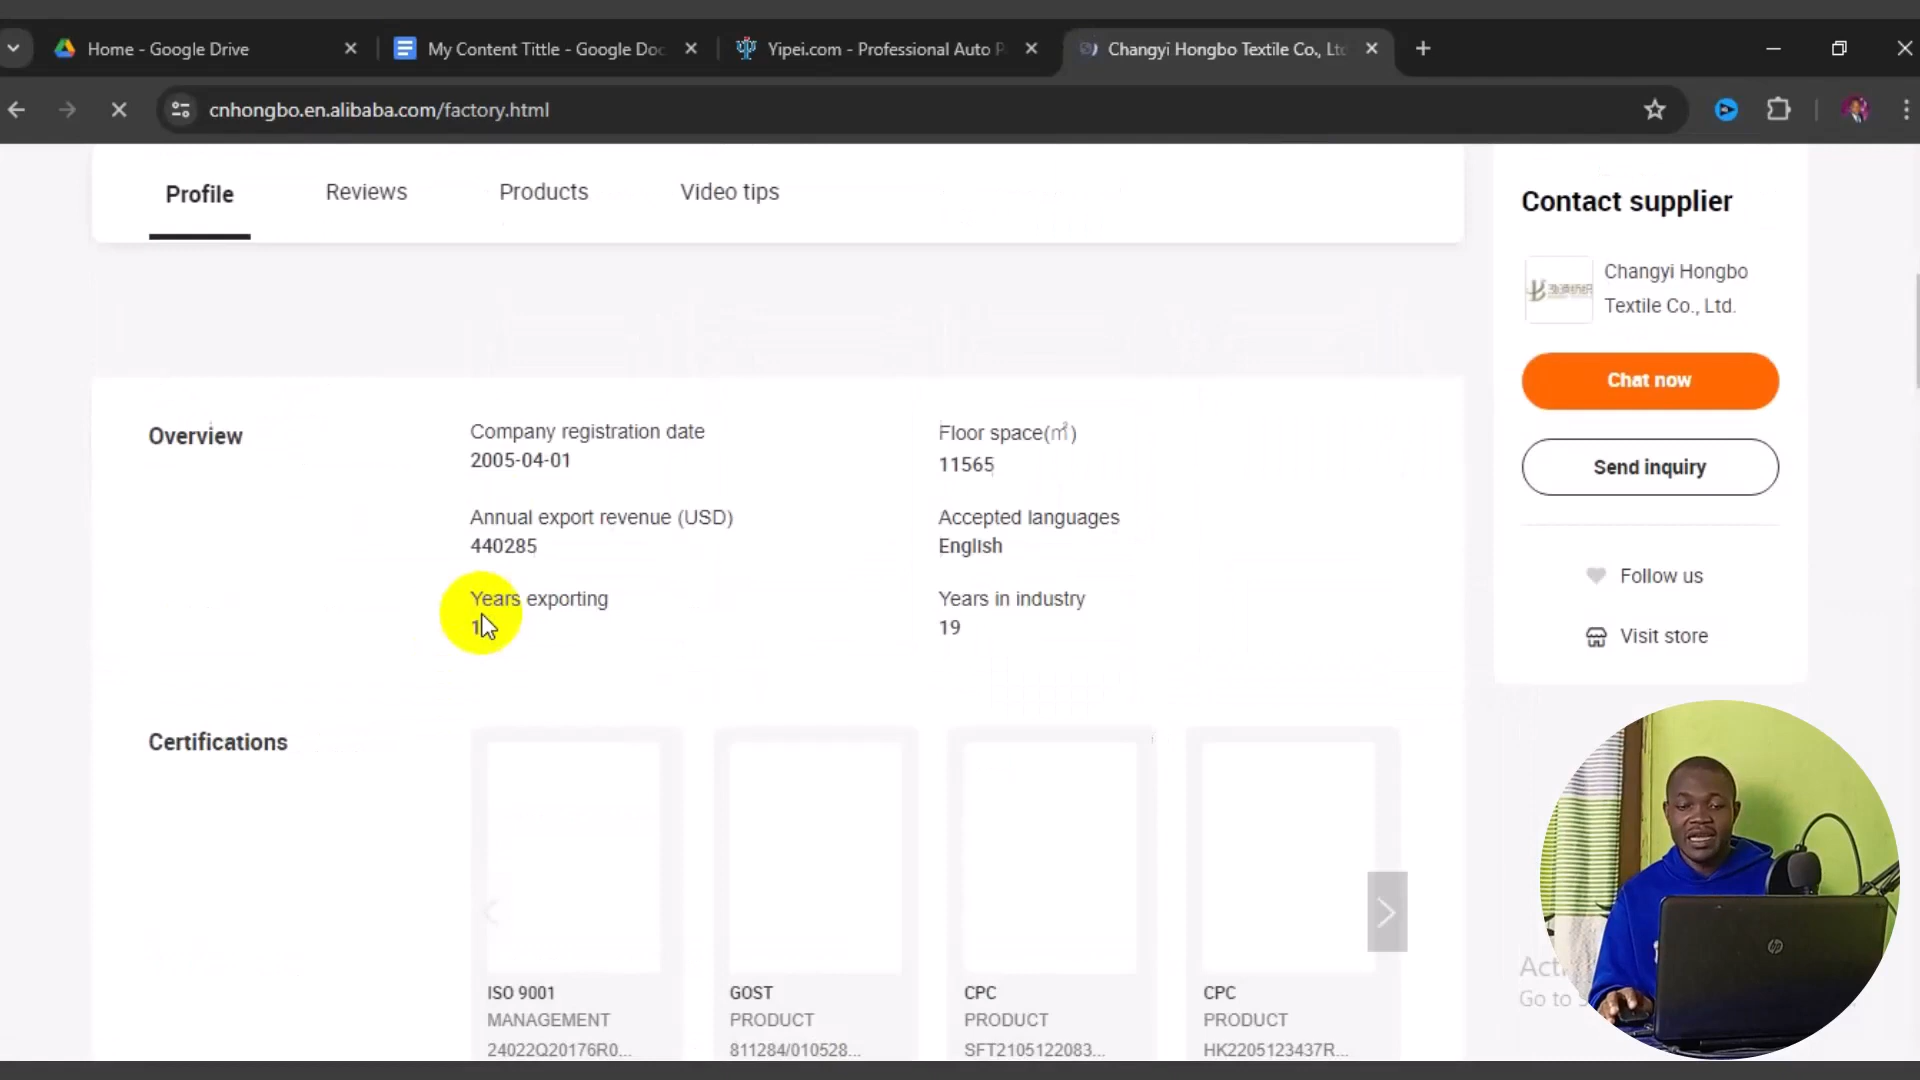 Home - Google Drive
My Content Tittle - Google Doc
Yipei.com - Professional Auto P
Changyi Hongbo Textile Co., Ltd
cnhongbo.en.alibaba.com/factory.html
Profile
Reviews
Products
Video tips
Overview
Company registration date
2005-04-01
Floor space(㎡)
11565
Annual export revenue (USD)
440285
Accepted languages
English
Years exporting
Years in industry
19
Certifications
ISO 9001
MANAGEMENT
24022Q20176R0...
GOST
PRODUCT
811284/010528...
CPC
PRODUCT
SFT2105122083...
CPC
PRODUCT
HK2205123437R...
Contact supplier
Changyi Hongbo
Textile Co., Ltd.
Chat now
Send inquiry
Follow us
Visit store
Go to
hp